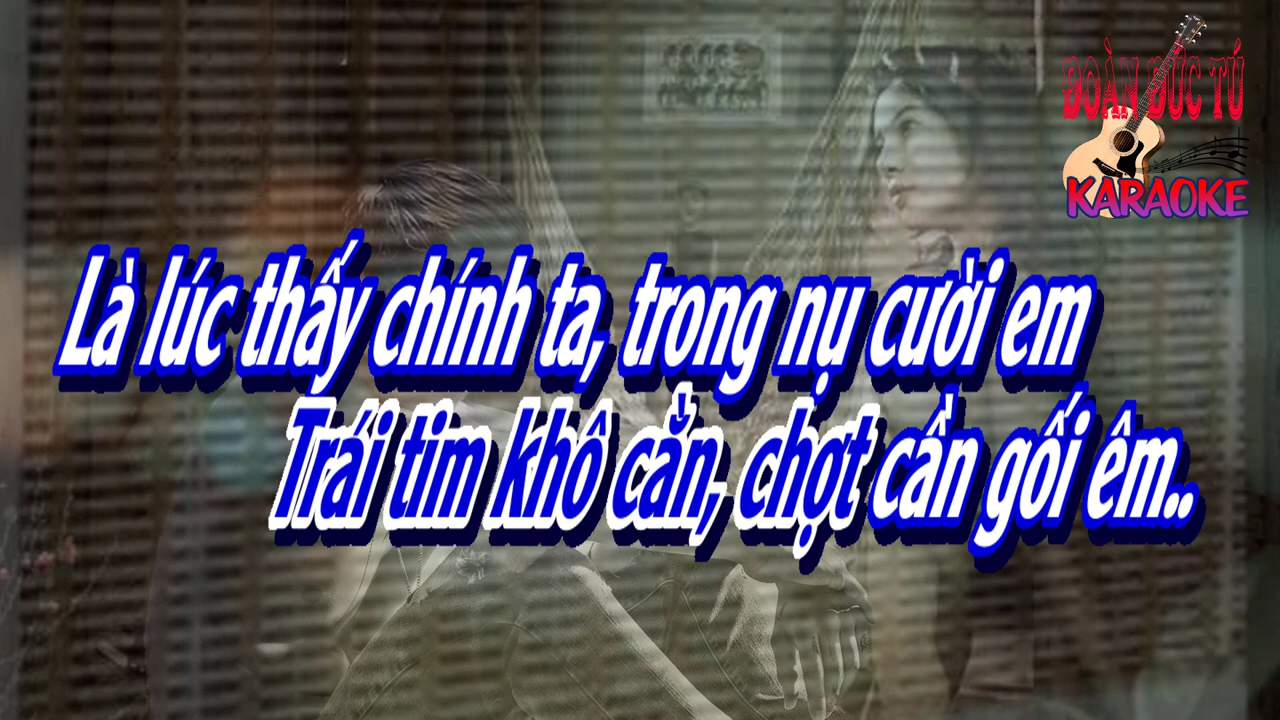 ĐOÀN ĐỨC TÚ
KARAOKE
Là lúc thấy chính ta, trong nụ cười em
Trái tim khô cằn, chợt cần gối êm..